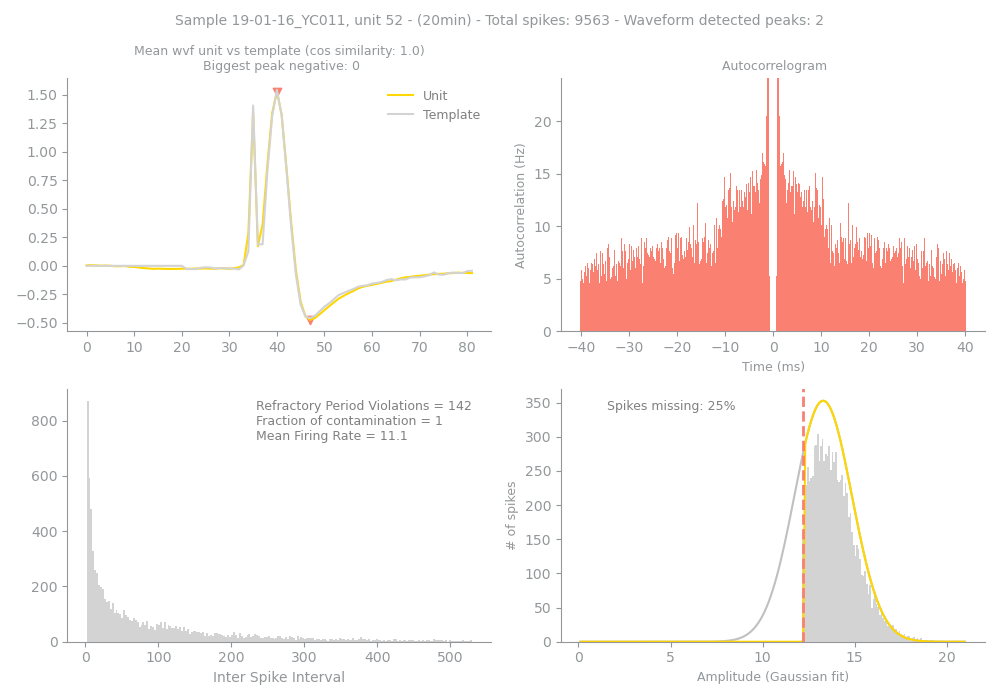 Sample 19-01-16_YC011, unit 52 - (20min) - Total spikes: 9563 - Waveform detected peaks: 2
Mean wvf unit vs template (cos similarity: 1.0)
Biggest peak negative: 0
Unit
Template
1.50
1.25
1.00
0.75
0.50
0.25
0.00
−0.25
−0.50
0 10 20 30 40 50 60 70 80
Autocorrelogram
Autocorrelation (Hz)
20
15
10
5
0
−40 −30 −20 −10 0 10 20 30 40
Time (ms)
Refractory Period Violations = 142
Fraction of contamination = 1
Mean Firing Rate = 11.1
800
600
400
200
0
0 100 200 300 400 500
Inter Spike Interval
Spikes missing: 25%
# of spikes
350
300
250
200
150
100
50
0
0 5 10 15 20
Amplitude (Gaussian fit)